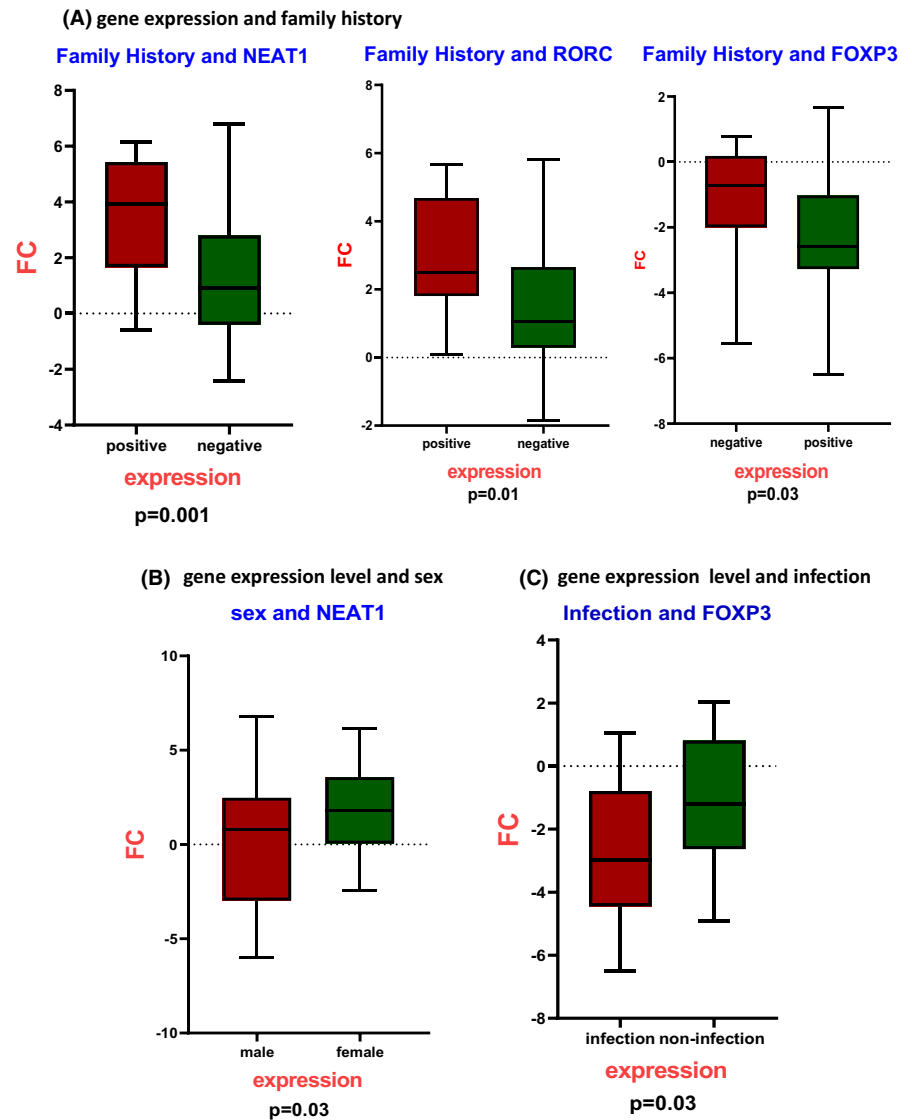 (A) gene expression and family history
Family History and NEAT1
8
6
4
2
0
-2
-4
FC
positive negative
expression
p=0.001
Family History and RORC
8
6
4
2
0
-2
FC
positive negative
expression
p=0.01
Family History and FOXP3
2
0
-2
-4
-6
-8
FC
negative positive
expression
p=0.03
(B) gene expression level and sex
sex and NEAT1
10
5
0
-5
-10
FC
male female
expression
p=0.03
(C) gene expression level and infection
Infection and FOXP3
4
2
0
-2
-4
-6
-8
FC
infection non-infection
expression
p=0.03